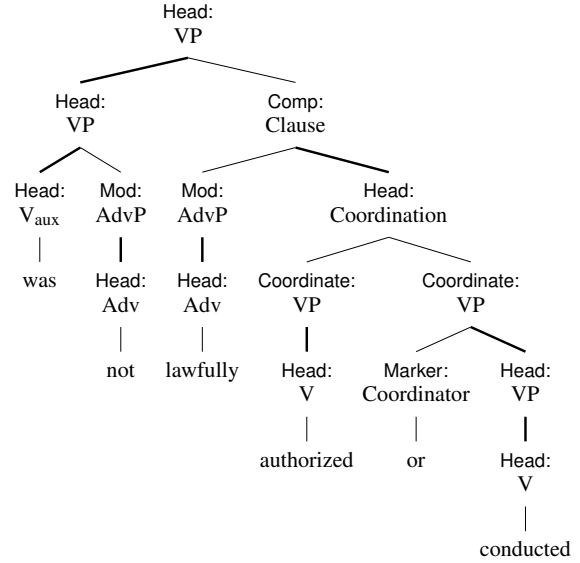 Head:
VP
Head:
VP
Comp:
Clause
Head:
Vaux
Mod:
AdvP
Mod:
AdvP
Head:
Coordination
was
Head:
Adv
Head:
Adv
Coordinate:
VP
Coordinate:
VP
not
lawfully
Head:
V
Marker:
Coordinator
Head:
VP
authorized
or
Head:
V
conducted